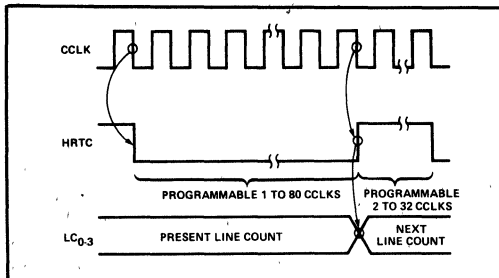 CCLK
HRTC
PROGRAMMABLE 1 TO 80 CCLKS
PROGRAMMABLE
2 TO 32 CCLKS
LC0-3
PRESENT LINE COUNT
NEXT
LINE COUNT